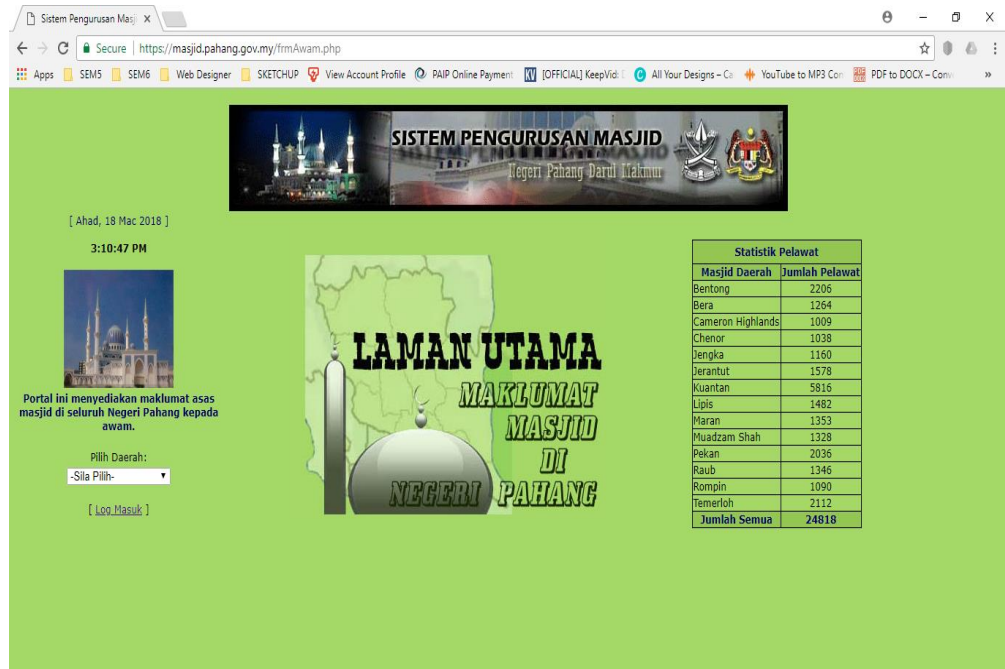 Sistem Pengurusan Masji
Secure | https://masjid.pahang.gov.my/frmAwam.php
Apps SEM5 SEM6 Web Designer SKETCHUP View Account Profile PAIP Online Payment [OFFICIAL] KeepVid: All Your Designs – Ca YouTube to MP3 Con PDF to DOCX – Conv »
SISTEM PENGURUSAN MASJID
Negeri Pahang Darul Makmur
[ Ahad, 18 Mac 2018 ]
3:10:47 PM
Portal ini menyediakan maklumat asas
masjid di seluruh Negeri Pahang kepada
awam.
Pilih Daerah:
-Sila Pilih-
[ Log Masuk ]
LAMAN UTAMA
MAKLUMAT
MASJID
DI
NEGERI PAHANG
Statistik Pelawat
Masjid Daerah Jumlah Pelawat
Bentong 2206
Bera 1264
Cameron Highlands 1009
Chenor 1038
Jengka 1160
Jerantut 1578
Kuantan 5816
Lipis 1482
Maran 1353
Muadzam Shah 1328
Pekan 2036
Raub 1346
Rompin 1090
Temerloh 2112
Jumlah Semua 24818